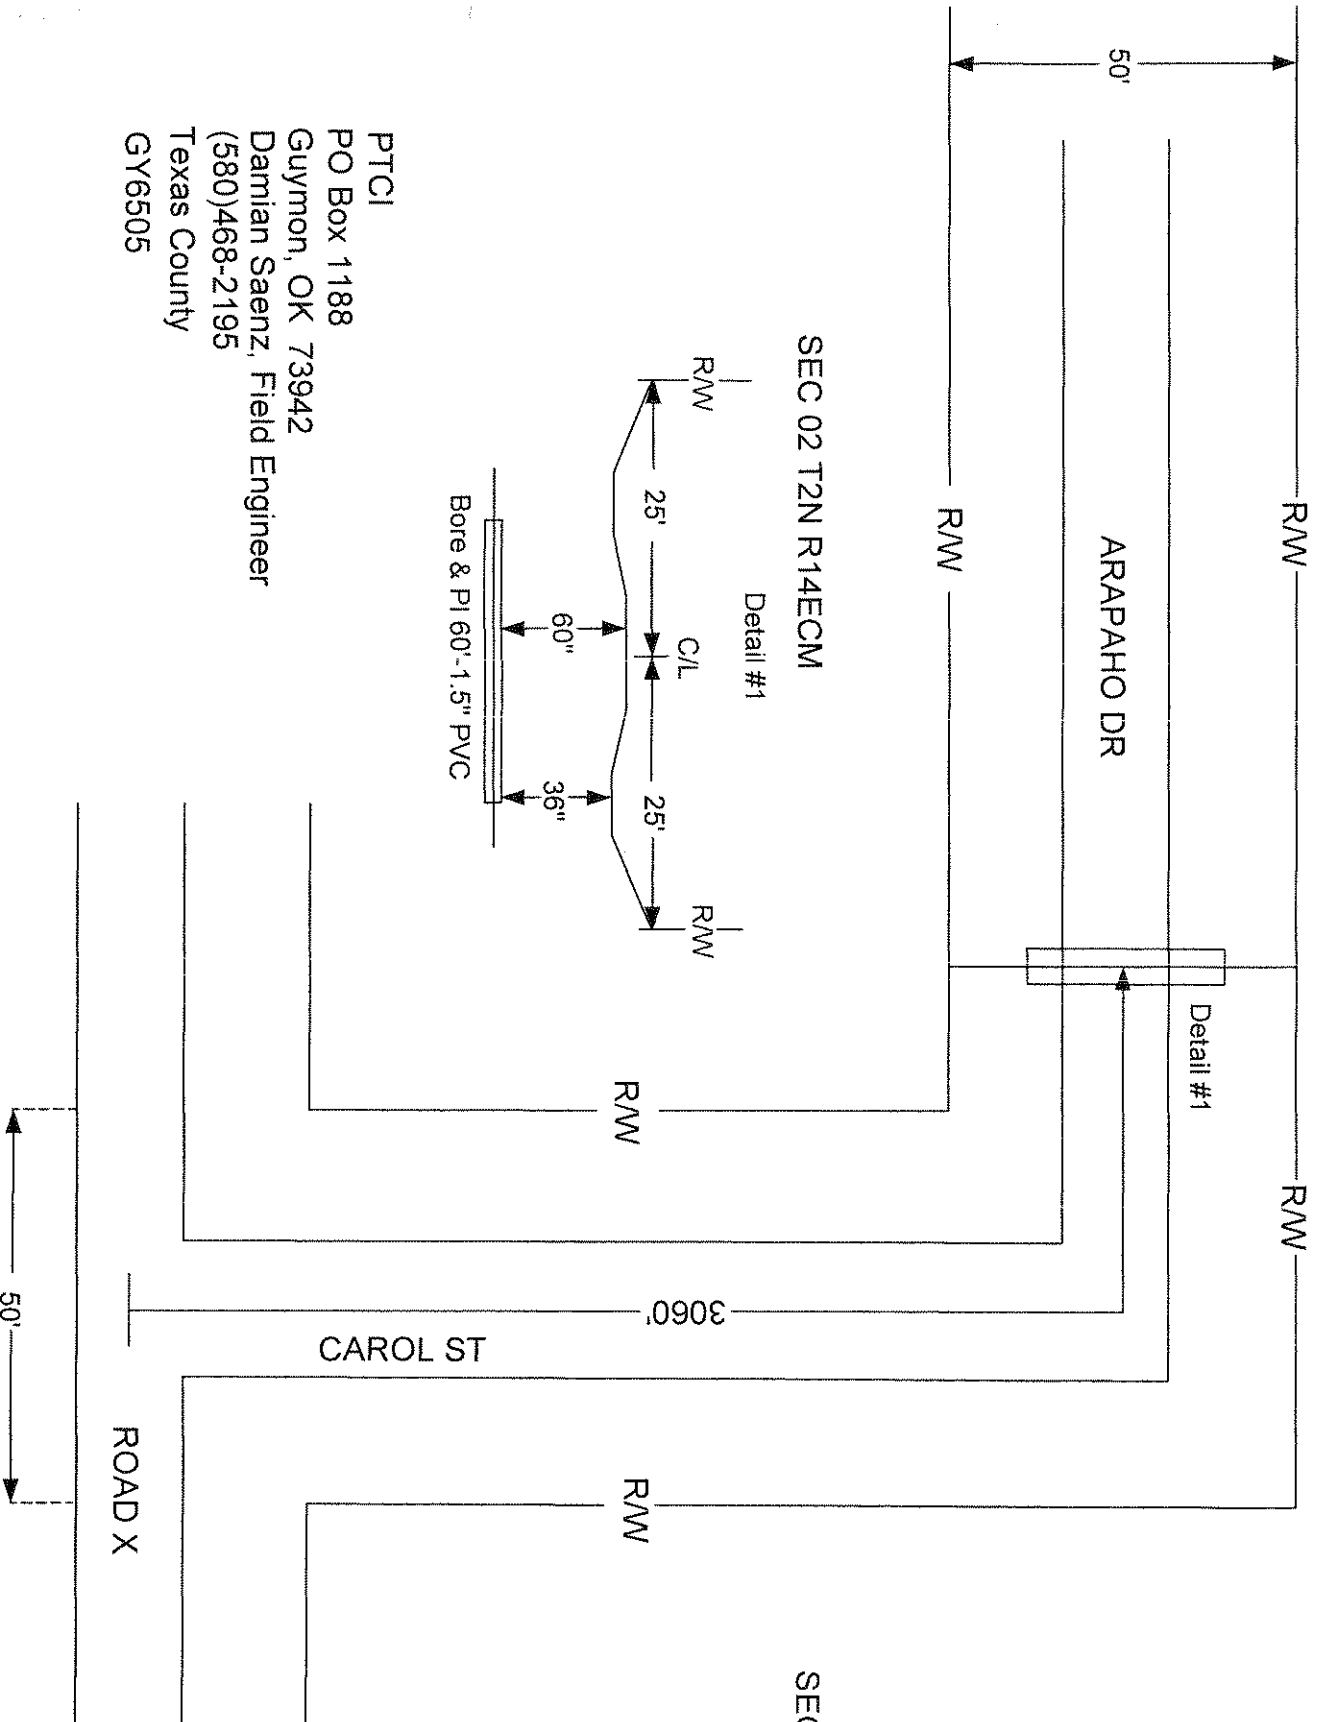 50'
R/W
R/W
ARAPAHO DR
R/W
Detail #1
SEC 02 T2N R14ECM
SEC
Detail #1
R/W
C/L
R/W
25'
25'
60"
36"
Bore & PI 60'-1.5" PVC
R/W
R/W
3060'
CAROL ST
ROAD X
50'
PTCI
PO Box 1188
Guymon, OK 73942
Damian Saenz, Field Engineer
(580)468-2195
Texas County
GY6505